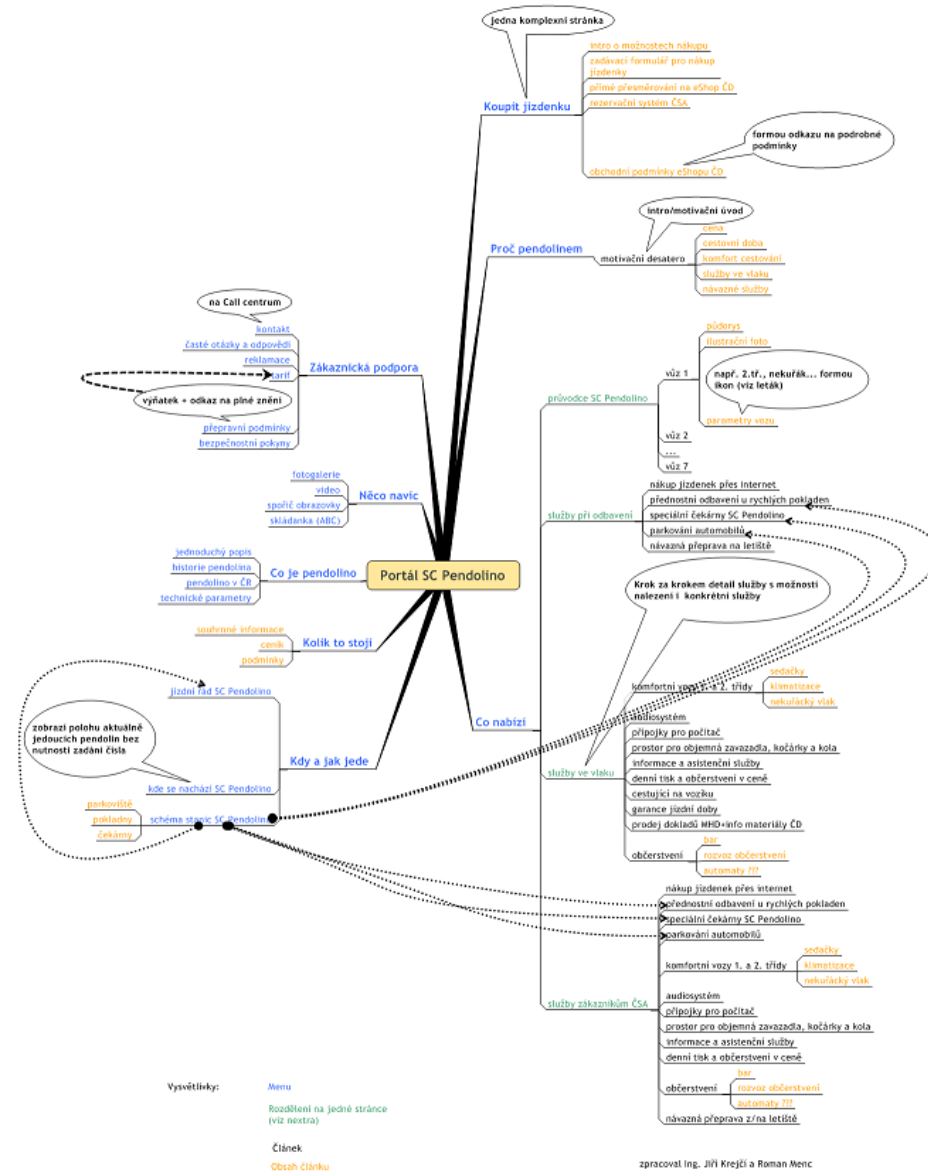 jedna komplexní stránka
Koupit jízdenku
intro o možnostech nákupu
zadávací formulář pro nákup
jízdenky
přímé přesměrování na eShop ČD
rezervační systém ČSA
obchodní podmínky eShopu ČD
formou odkazu na podrobné
podmínky
Proč pendolinem
intro/motivační úvod
motivační desatero
cena
cestovní doba
komfort cestování
služby ve vlaku
návazné služby
na Call centrum
kontakt
časté otázky a odpovědi
reklamace
tarif
výňatek + odkaz na plné znění
přepravní podmínky
bezpečnostní pokyny
Zákaznická podpora
fotogalerie
video
spořič obrazovky
skládanka (ABC)
Něco navíc
jednoduchý popis
historie pendolina
pendolino v ČR
technické parametry
Co je pendolino
Portál SC Pendolino
souhrnné informace
ceník
podmínky
Kolik to stojí
jízdní řád SC Pendolino
zobrazí polohu aktuálně
jedoucích pendolin bez
nutnosti zadání čísla
kde se nachází SC Pendolino
parkoviště
pokladny
čekárny
schéma stanic SC Pendolino
Kdy a jak jede
Co nabízí
průvodce SC Pendolino
vůz 1
půdorys
ilustrační foto
např. 2.tř., nekuřák... formou
ikon (viz leták)
parametry vozu
vůz 2
...
vůz 7
služby při odbavení
nákup jízdenek přes internet
přednostní odbavení u rychlých pokladen
speciální čekárny SC Pendolino
parkování automobilů
návazná přeprava na letiště
Krok za krokem detail služby s možností
nalezení i konkrétní služby
služby ve vlaku
komfortní vozy 1. a 2. třídy
sedačky
klimatizace
nekuřácký vlak
audiosystém
přípojky pro počítač
prostor pro objemná zavazadla, kočárky a kola
informace a asistenční služby
denní tisk a občerstvení v ceně
cestující na vozíku
garance jízdní doby
prodej dokladů MHD+info materiály ČD
občerstvení
bar
rozvoz občerstvení
automaty ???
služby zákazníkům ČSA
nákup jízdenek přes internet
přednostní odbavení u rychlých pokladen
speciální čekárny SC Pendolino
parkování automobilů
komfortní vozy 1. a 2. třídy
sedačky
klimatizace
nekuřácký vlak
audiosystém
přípojky pro počítač
prostor pro objemná zavazadla, kočárky a kola
informace a asistenční služby
denní tisk a občerstvení v ceně
občerstvení
bar
rozvoz občerstvení
automaty ???
návazná přeprava z/na letiště
Vysvětlivky:
Menu
Rozdělení na jedné stránce
(viz nextra)
Článek
Obsah článku
zpracoval Ing. Jiří Krejčí a Roman Menc